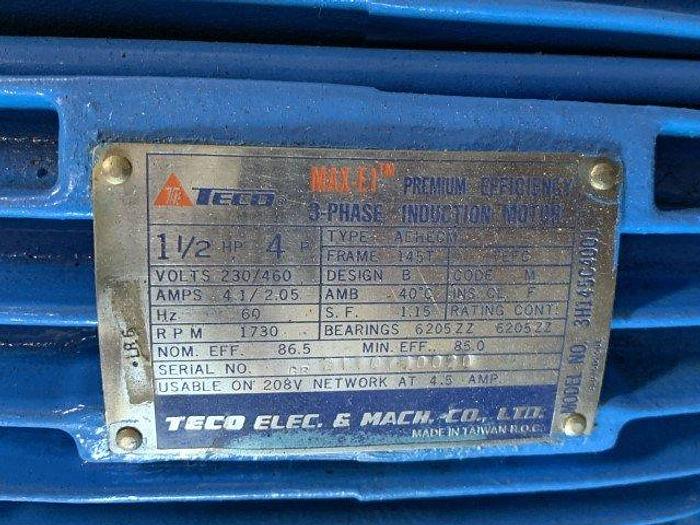 TECO
MAX-E1™ PREMIUM EFFICIENCY
3-PHASE INDUCTION MOTOR
1 1/2 HP 4 P TYPE AEHECM
FRAME 145T TEFC
VOLTS 230/460 DESIGN B CODE M
AMPS 4.1/2.05 AMB 40°C INS CL. F
Hz 60 S.F. 1.15 RATING CONT.
RPM 1730 BEARINGS 6205ZZ 6205ZZ
NOM. EFF. 86.5 MIN. EFF. 85.0
SERIAL NO.
USABLE ON 208V NETWORK AT 4.5 AMP.
TECO ELEC. & MACH. CO., LTD.
MADE IN TAIWAN R.O.C.
MODEL NO.